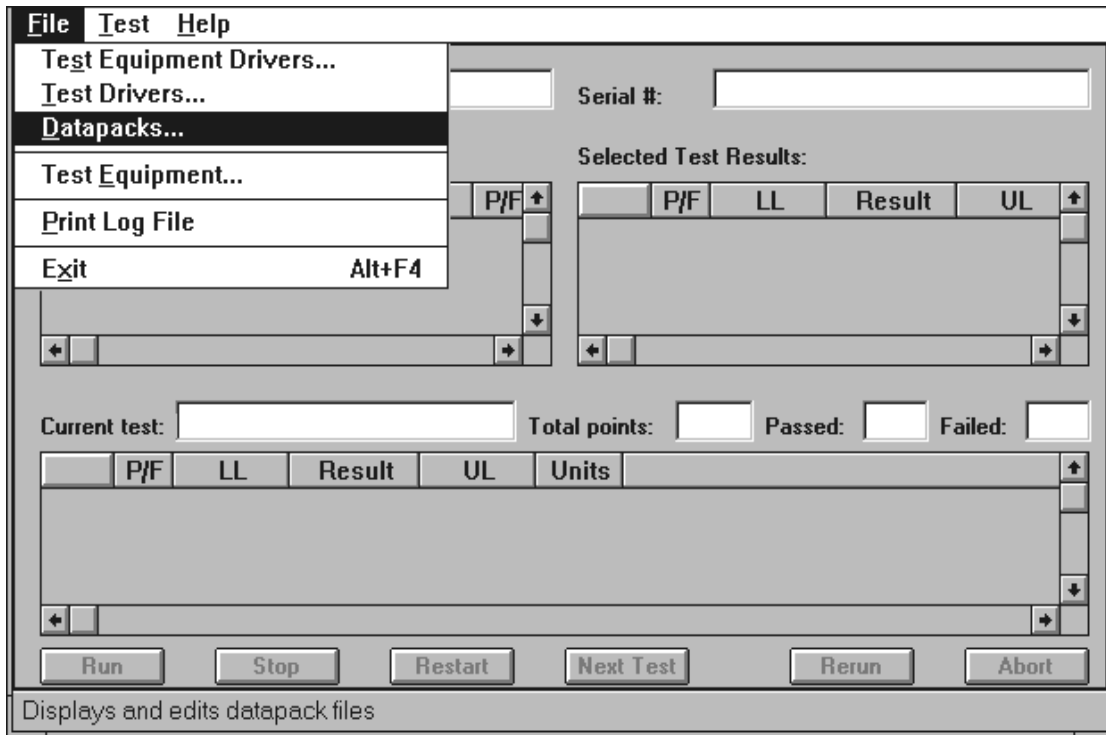 File Test Help
Test Equipment Drivers...
Test Drivers...
Datapacks...
Test Equipment...
Print Log File
Exit Alt+F4
Serial #:
Selected Test Results:
P/F
P/F LL Result UL
Current test: Total points: Passed: Failed:
P/F LL Result UL Units
Run Stop Restart Next Test Rerun Abort
Displays and edits datapack files